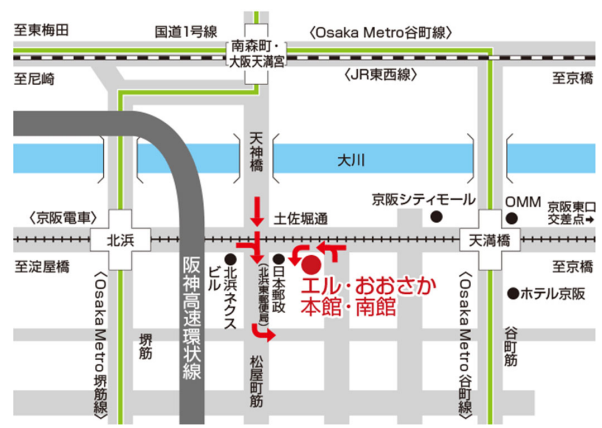 至東梅田
国道1号線
〈Osaka Metro谷町線〉
南森町・
大阪天満宮
至尼崎
〈JR東西線〉
至京橋
天神橋
大川
京阪シティモール
OMM
京阪東口
交差点→
〈京阪電車〉
土佐堀通
北浜
天満橋
至淀屋橋
至京橋
阪神高速環状線
北浜ネクス
ビル
日本郵政
(北浜東郵便局)
エル・おおさか
本館・南館
ホテル京阪
〈Osaka Metro堺筋線〉
堺筋
松屋町筋
〈Osaka Metro谷町線〉
谷町筋